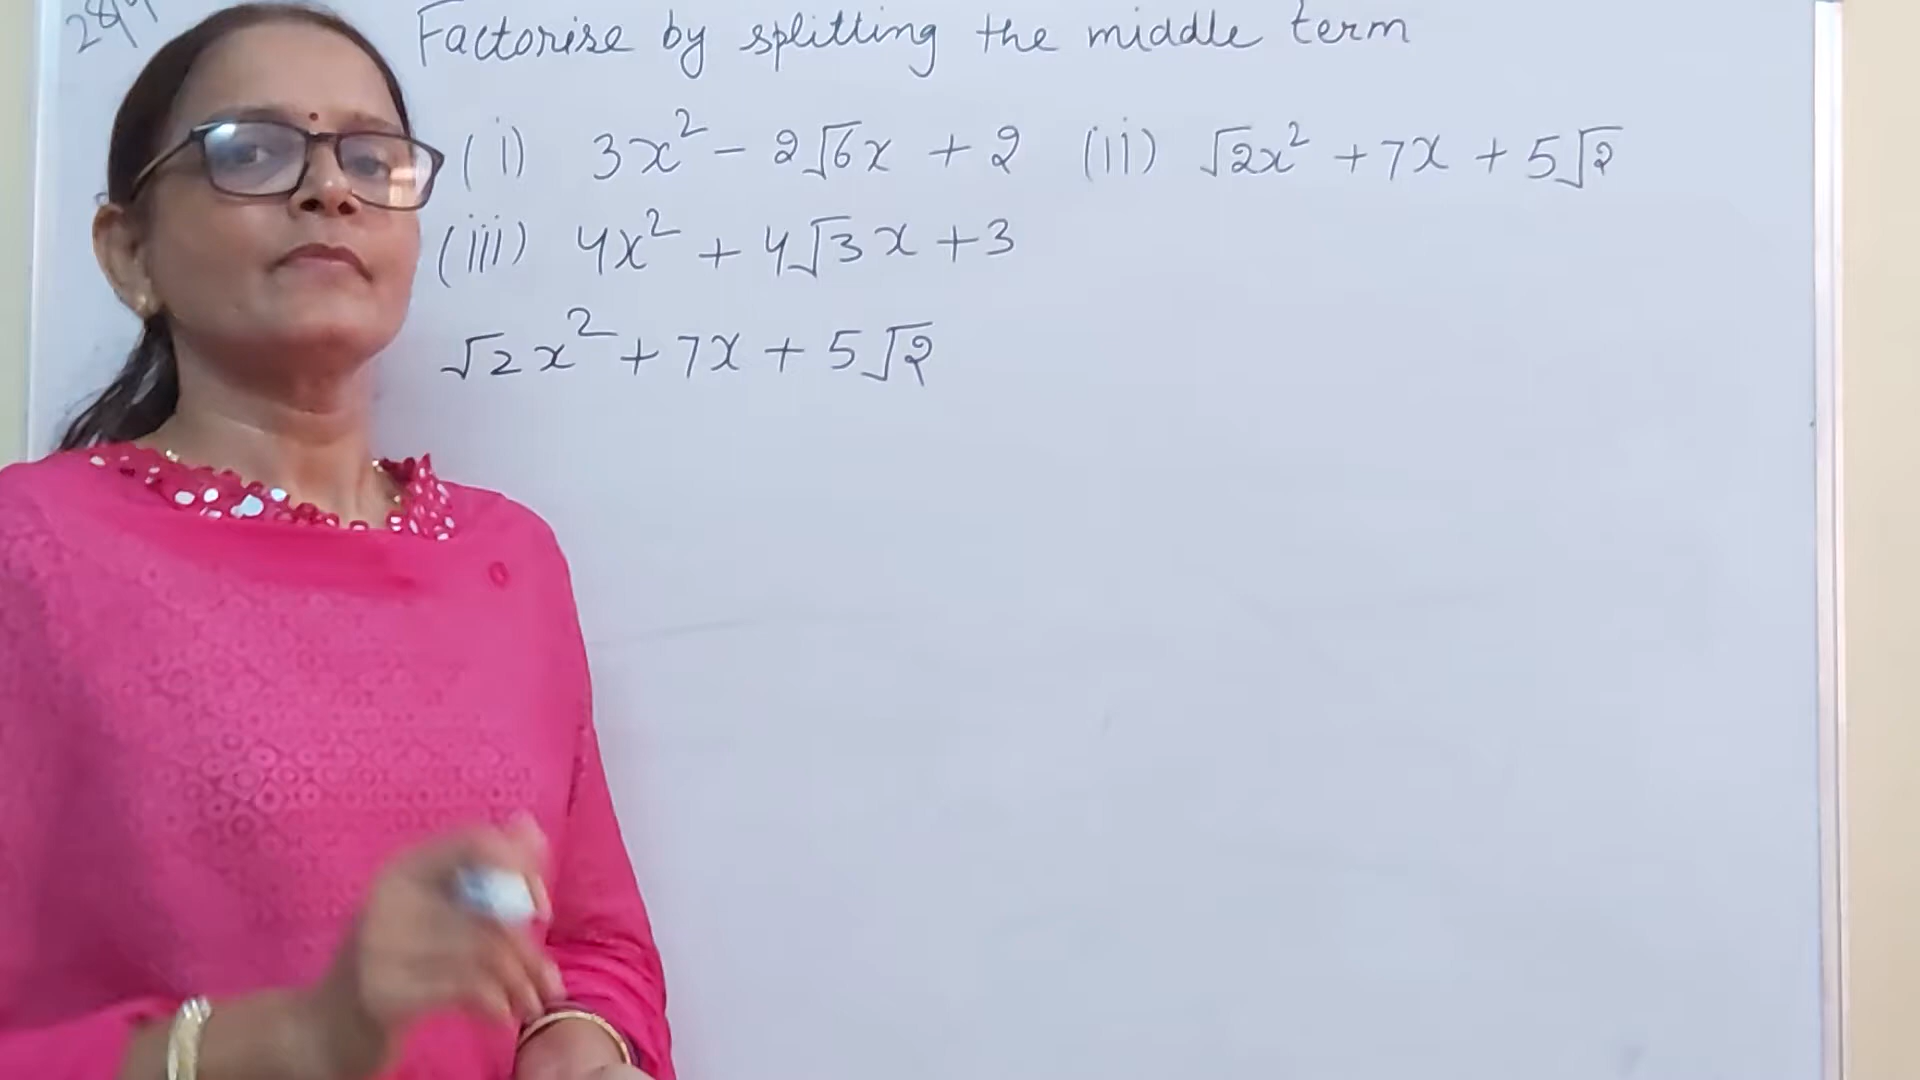 Factorise by splitting the middle term
(i) 3x² - 2√6x + 2 (ii) √2x² + 7x + 5√2
(iii) 4x² + 4√3x + 3
√2x² + 7x + 5√2